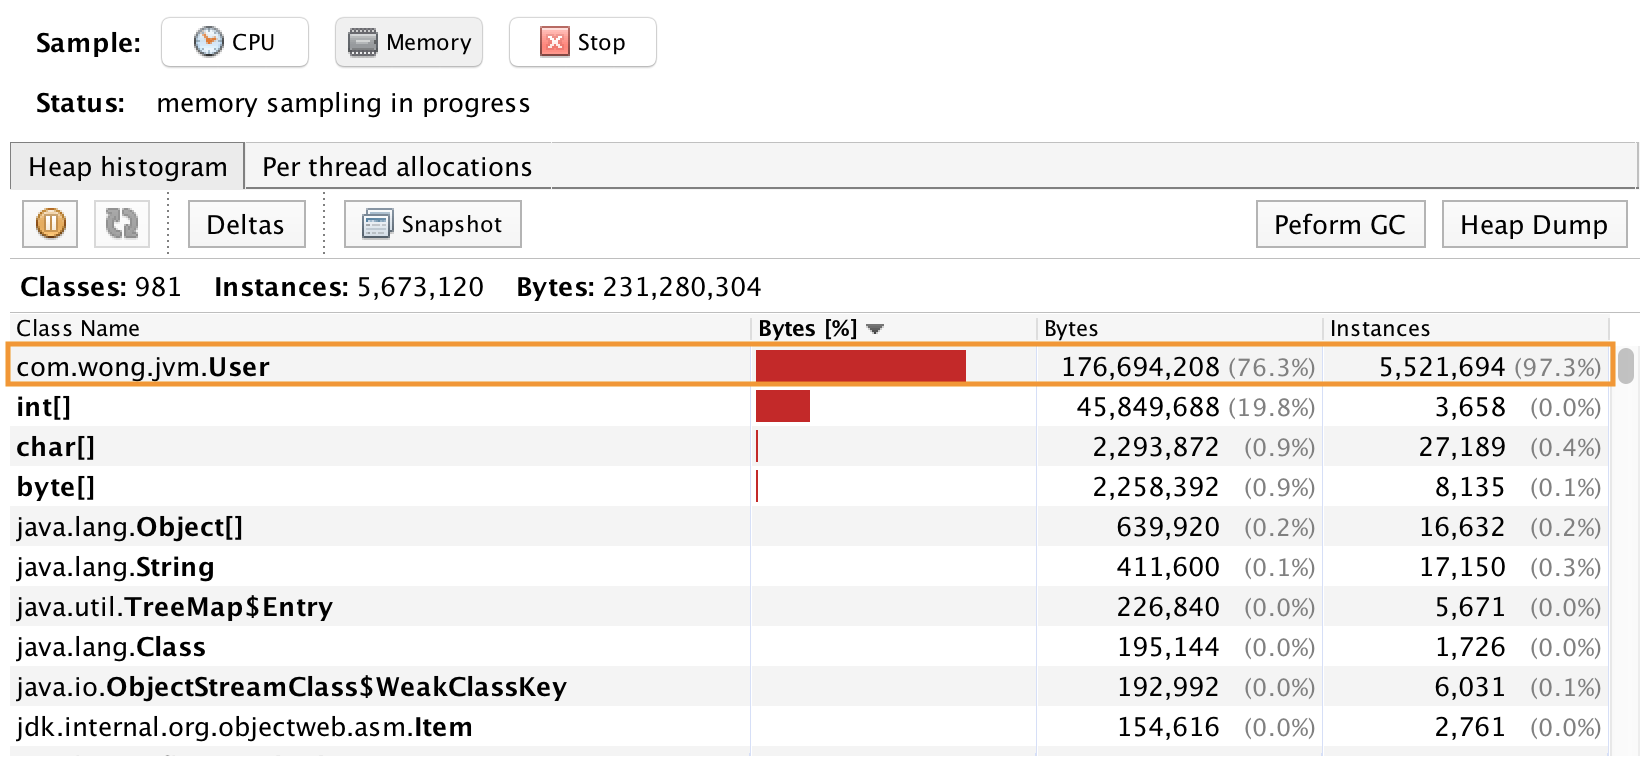 Sample: CPU Memory Stop
Status: memory sampling in progress
Heap histogram Per thread allocations
Deltas Snapshot Peform GC Heap Dump
Classes: 981 Instances: 5,673,120 Bytes: 231,280,304
Class Name Bytes [%] Bytes Instances
com.wong.jvm.User 176,694,208 (76.3%) 5,521,694 (97.3%)
int[] 45,849,688 (19.8%) 3,658 (0.0%)
char[] 2,293,872 (0.9%) 27,189 (0.4%)
byte[] 2,258,392 (0.9%) 8,135 (0.1%)
java.lang.Object[] 639,920 (0.2%) 16,632 (0.2%)
java.lang.String 411,600 (0.1%) 17,150 (0.3%)
java.util.TreeMap$Entry 226,840 (0.0%) 5,671 (0.0%)
java.lang.Class 195,144 (0.0%) 1,726 (0.0%)
java.io.ObjectStreamClass$WeakClassKey 192,992 (0.0%) 6,031 (0.1%)
jdk.internal.org.objectweb.asm.Item 154,616 (0.0%) 2,761 (0.0%)